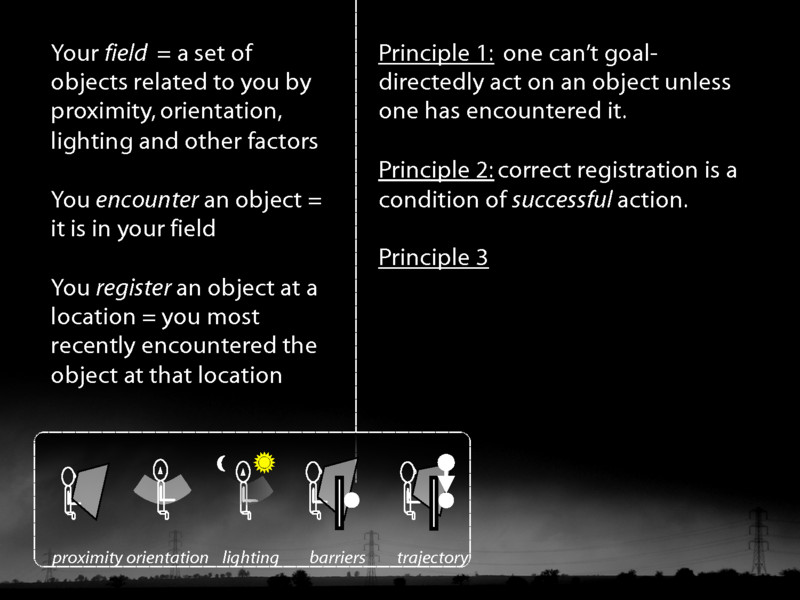 Your field = a set of
objects related to you by
proximity, orientation,
lighting and other factors
You encounter an object =
it is in your field
You register an object at a
location = you most
recently encountered the
object at that location
Principle 1: one can't goal-
directedly act on an object unless
one has encountered it.
Principle 2: correct registration is a
condition of successful action.
Principle 3
proximity orientation lighting barriers trajectory